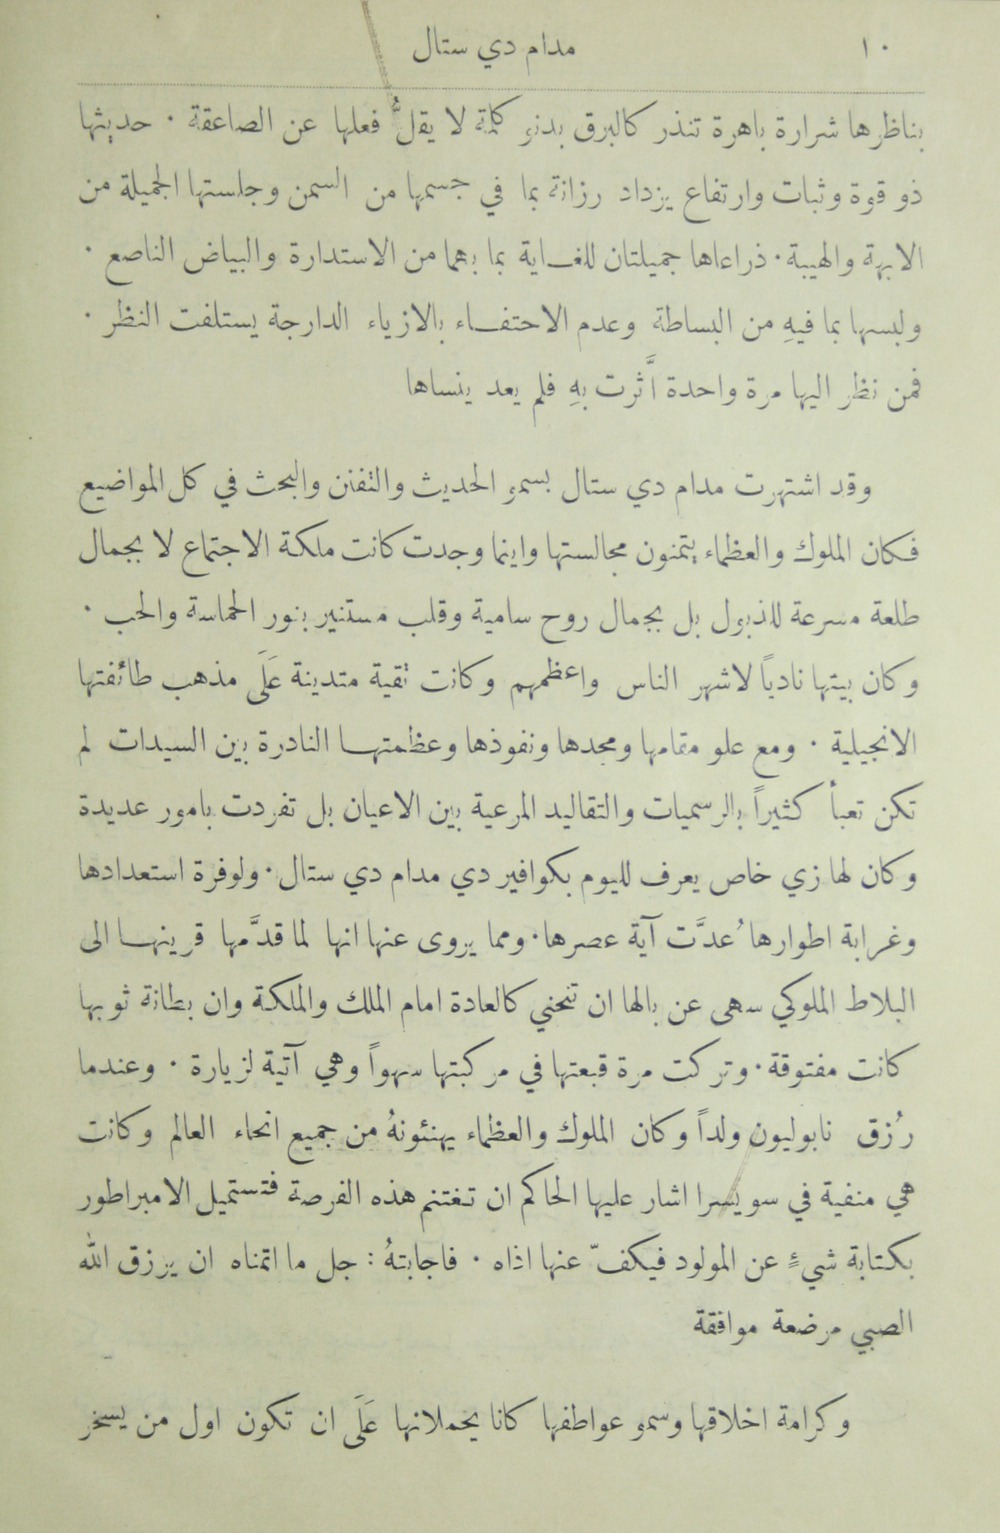 ١٠
مدام دي ستال
بناظرها شرارة باهرة تنذر كالبرق بدنو كلمة لا يقلُّ فعلها عن الصاعقة · حديثها
ذو قوة وثبات وارتفاع يزداد رزانة بما في جسمها من السمن وجلستها الجميلة من
الابهة والهيبة · ذراعاها جميلتان للغاية بما بهما من الاستدارة والبياض الناصع ·
ولبسها بما فيهِ من البساطة وعدم الاحتفاء بالازياء الدارجة يستلفت النظر ·
فمن نظر اليها مرة واحدة اثَّرت بهِ فلم يعد ينساها
وقد اشتهرت مدام دي ستال بسمو الحديث والتفنن والبحث في كل المواضيع
فكان الملوك والعظماء يتمنون مجالستها واينما وجدت كانت ملكة الاجتماع لا بجمال
طلعة مسرعة للذبول بل بجمال روح سامية وقلب مستنير بنور الحماسة والحب ·
وكان بيتها نادياً لاشهر الناس واعظمهم وكانت تقية متدينة عَلَى مذهب طائفتها
الانجيلية · ومع علو مقامها ومجدها ونفوذها وعظمتها النادرة بين السيدات لم
تكن تعبأ كثيراً بالرسميات والتقاليد المرعية بين الاعيان بل تفردت بامور عديدة
وكان لها زي خاص يعرف لليوم بكوافير دي مدام دي ستال · ولوفرة استعدادها
وغرابة اطوارها عُدَّت آية عصرها · ومما يروى عنها انها لما قدَّمها قرينها الى
البلاط الملوكي سهى عن بالها ان تنحني كالعادة امام الملك والملكة وان بطانة ثوبها
كانت مفتوقة · وتركت مرة قبعتها في مركبتها سهواً وهي آتية لزيارة · وعندما
رُزق نابوليون ولداً وكان الملوك والعظماء يهنئونهُ من جميع انحاء العالم وكانت
هي منفية في سويسرا اشار عليها الحاكم ان تغتنم هذه الفرصة فتستميل الامبراطور
بكتابة شيءٍ عن المولود فيكفّ عنها اذاه · فاجابتهُ : جل ما اتمناه ان يرزق الله
الصبي مرضعة موافقة
وكرامة اخلاقها وسمو عواطفها كانا يحملانها عَلَى ان تكون اول من يسخر